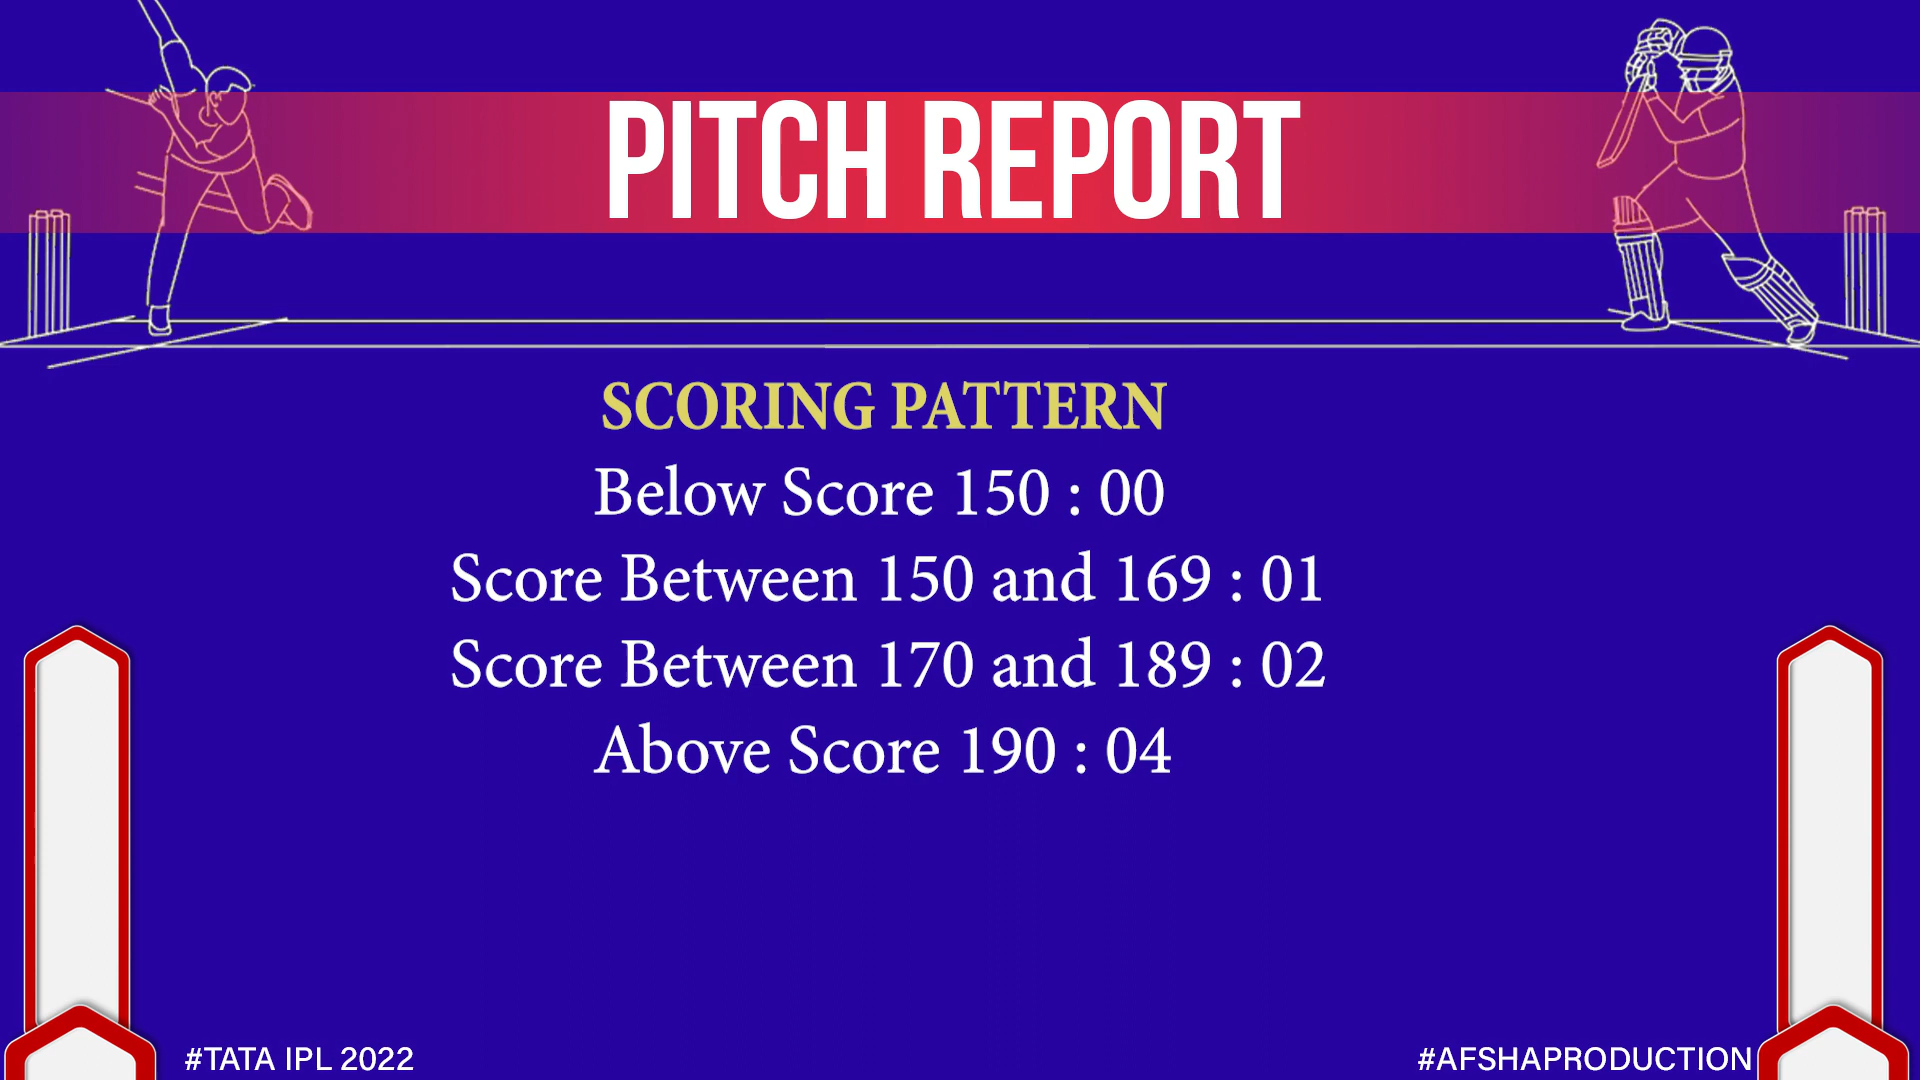 PITCH REPORT
SCORING PATTERN
Below Score 150 : 00
Score Between 150 and 169 : 01
Score Between 170 and 189 : 02
Above Score 190 : 04
#TATA IPL 2022
#AFSHAPRODUCTION